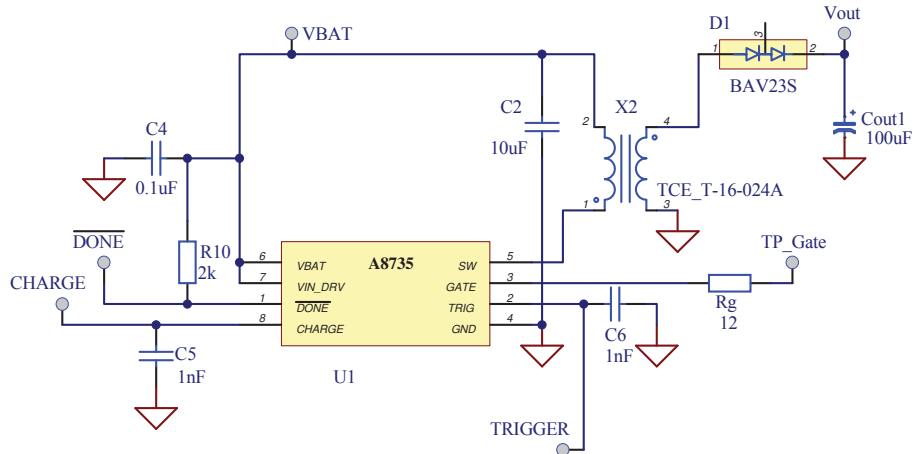 D1
Vout
VBAT
3
1
2
BAV23S
C2
10uF
X2
2
4
Cout1
100uF
+
C4
0.1uF
TCE_T-16-024A
1
3
DONE
R10
2k
A8735
TP_Gate
CHARGE
6
VBAT
SW
5
7
VIN_DRV
GATE
3
1
DONE
TRIG
2
8
CHARGE
GND
4
Rg
12
C5
1nF
C6
1nF
U1
TRIGGER